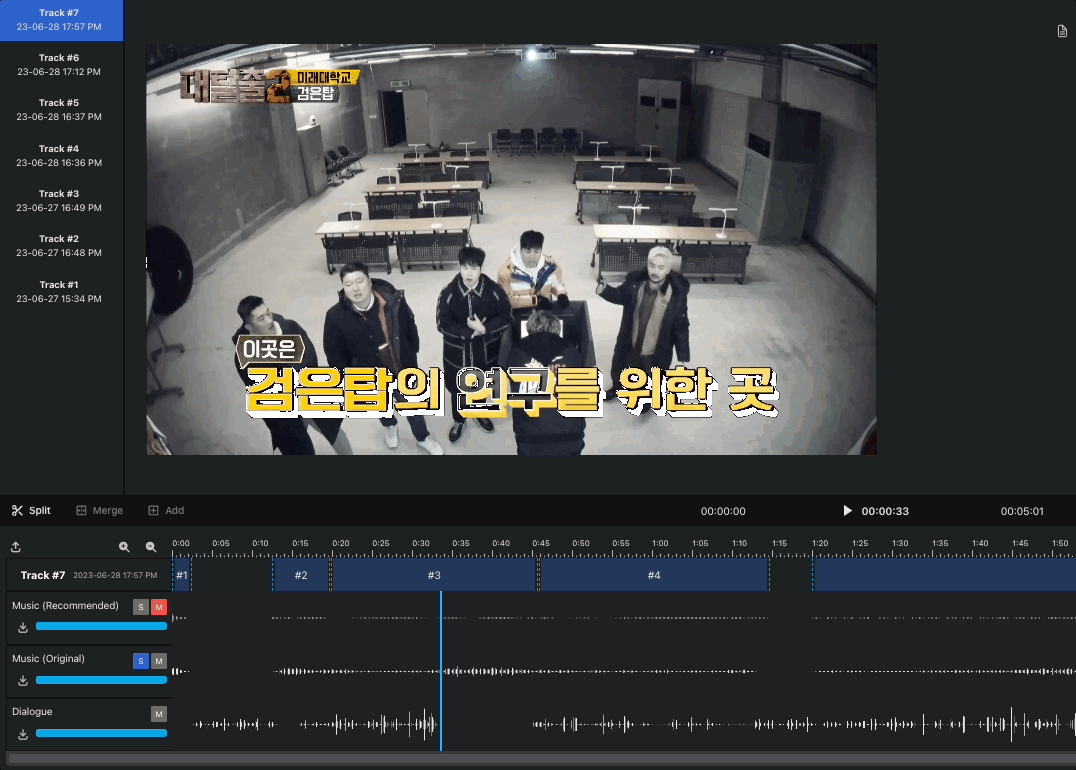 Track #7
23-06-28 17:57 PM
Track #6
23-06-28 17:12 PM
Track #5
23-06-28 16:37 PM
Track #4
23-06-28 16:36 PM
Track #3
23-06-27 16:49 PM
Track #2
23-06-27 16:48 PM
Track #1
23-06-27 15:34 PM
대탈출2 미래대학교
검은탑
이곳은
검은탑의 연구를 위한 곳
Split Merge Add 00:00:00 00:00:33 00:05:01
0:00 0:05 0:10 0:15 0:20 0:25 0:30 0:35 0:40 0:45 0:50 0:55 1:00 1:05 1:10 1:15 1:20 1:25 1:30 1:35 1:40 1:45 1:50
Track #7 2023-06-28 17:57 PM #1 #2 #3 #4
Music (Recommended) S M
Music (Original) S M
Dialogue M